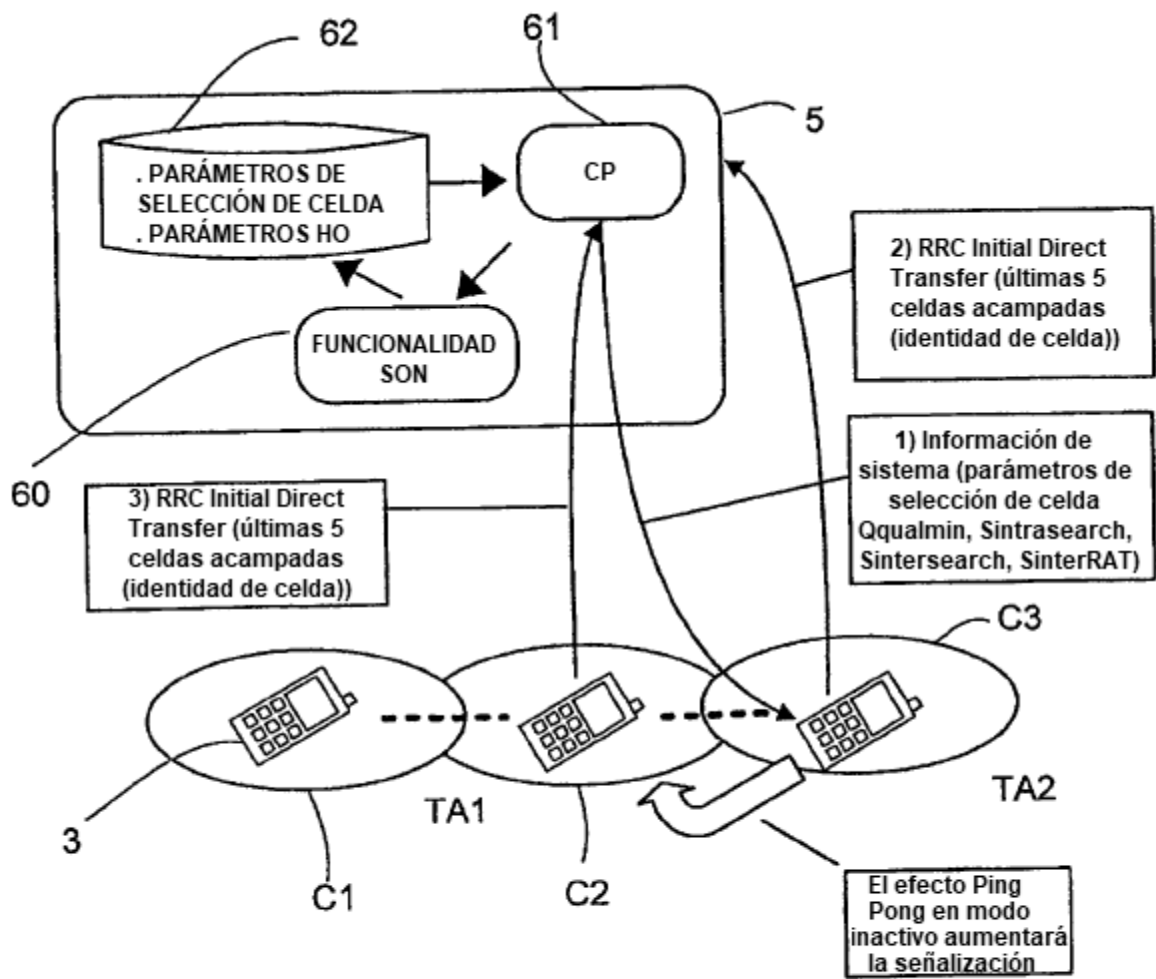 62
61
5
. PARÁMETROS DE
SELECCIÓN DE CELDA
. PARÁMETROS HO
CP
FUNCIONALIDAD
SON
60
2) RRC Initial Direct
Transfer (últimas 5
celdas acampadas
(identidad de celda))
1) Información de
sistema (parámetros de
selección de celda
Qqualmin, Sintrasearch,
Sintersearch, SinterRAT)
3) RRC Initial Direct
Transfer (últimas 5
celdas acampadas
(identidad de celda))
C3
TA1
TA2
3
C1
C2
El efecto Ping
Pong en modo
inactivo aumentará
la señalización